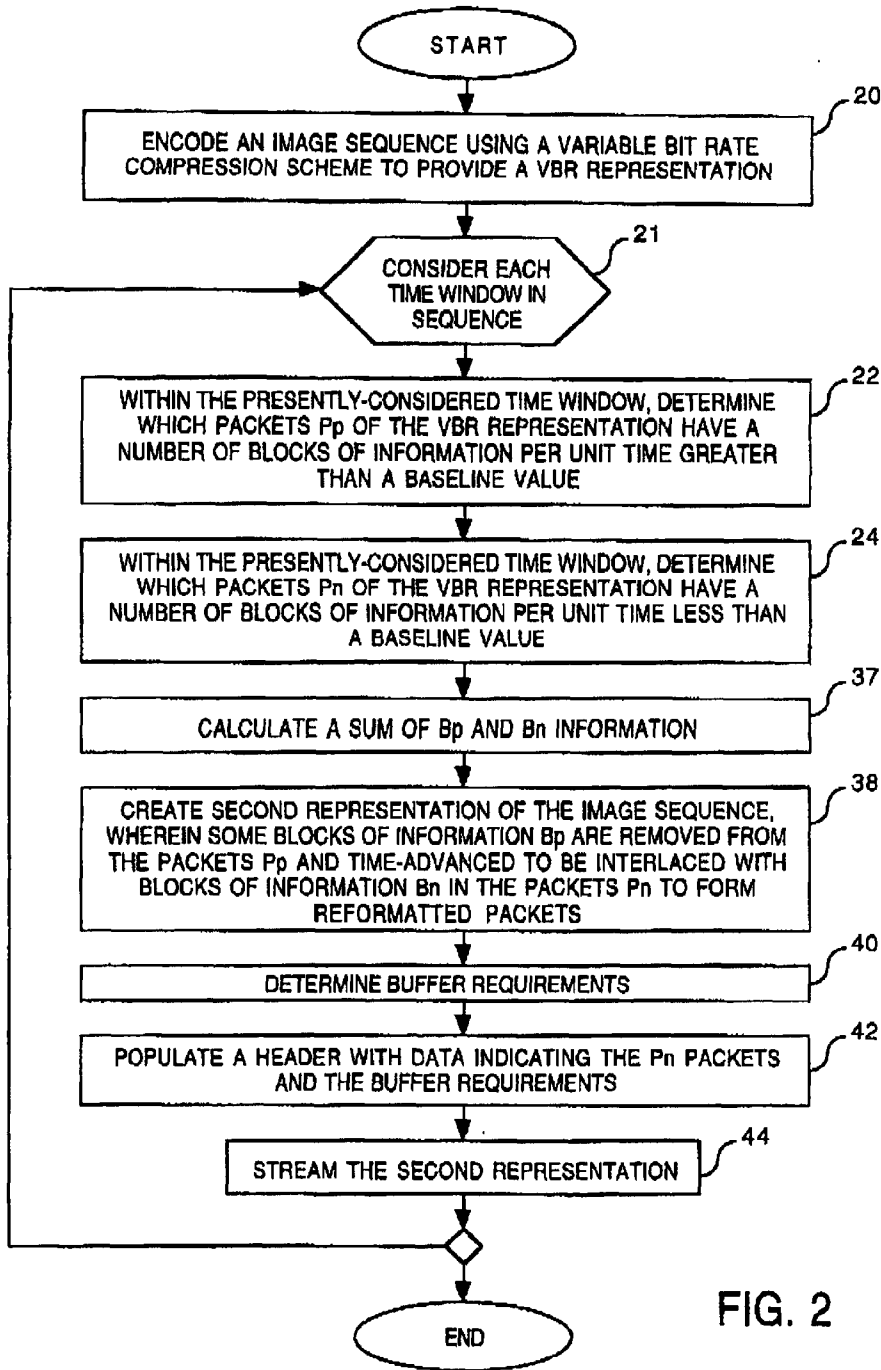 START
20
ENCODE AN IMAGE SEQUENCE USING A VARIABLE BIT RATE
COMPRESSION SCHEME TO PROVIDE A VBR REPRESENTATION
21
CONSIDER EACH
TIME WINDOW IN
SEQUENCE
22
WITHIN THE PRESENTLY-CONSIDERED TIME WINDOW, DETERMINE
WHICH PACKETS Pp OF THE VBR REPRESENTATION HAVE A
NUMBER OF BLOCKS OF INFORMATION PER UNIT TIME GREATER
THAN A BASELINE VALUE
24
WITHIN THE PRESENTLY-CONSIDERED TIME WINDOW, DETERMINE
WHICH PACKETS Pn OF THE VBR REPRESENTATION HAVE A
NUMBER OF BLOCKS OF INFORMATION PER UNIT TIME LESS THAN
A BASELINE VALUE
37
CALCULATE A SUM OF Bp AND Bn INFORMATION
38
CREATE SECOND REPRESENTATION OF THE IMAGE SEQUENCE,
WHEREIN SOME BLOCKS OF INFORMATION Bp ARE REMOVED FROM
THE PACKETS Pp AND TIME-ADVANCED TO BE INTERLACED WITH
BLOCKS OF INFORMATION Bn IN THE PACKETS Pn TO FORM
REFORMATTED PACKETS
40
DETERMINE BUFFER REQUIREMENTS
42
POPULATE A HEADER WITH DATA INDICATING THE Pn PACKETS
AND THE BUFFER REQUIREMENTS
44
STREAM THE SECOND REPRESENTATION
END
FIG. 2